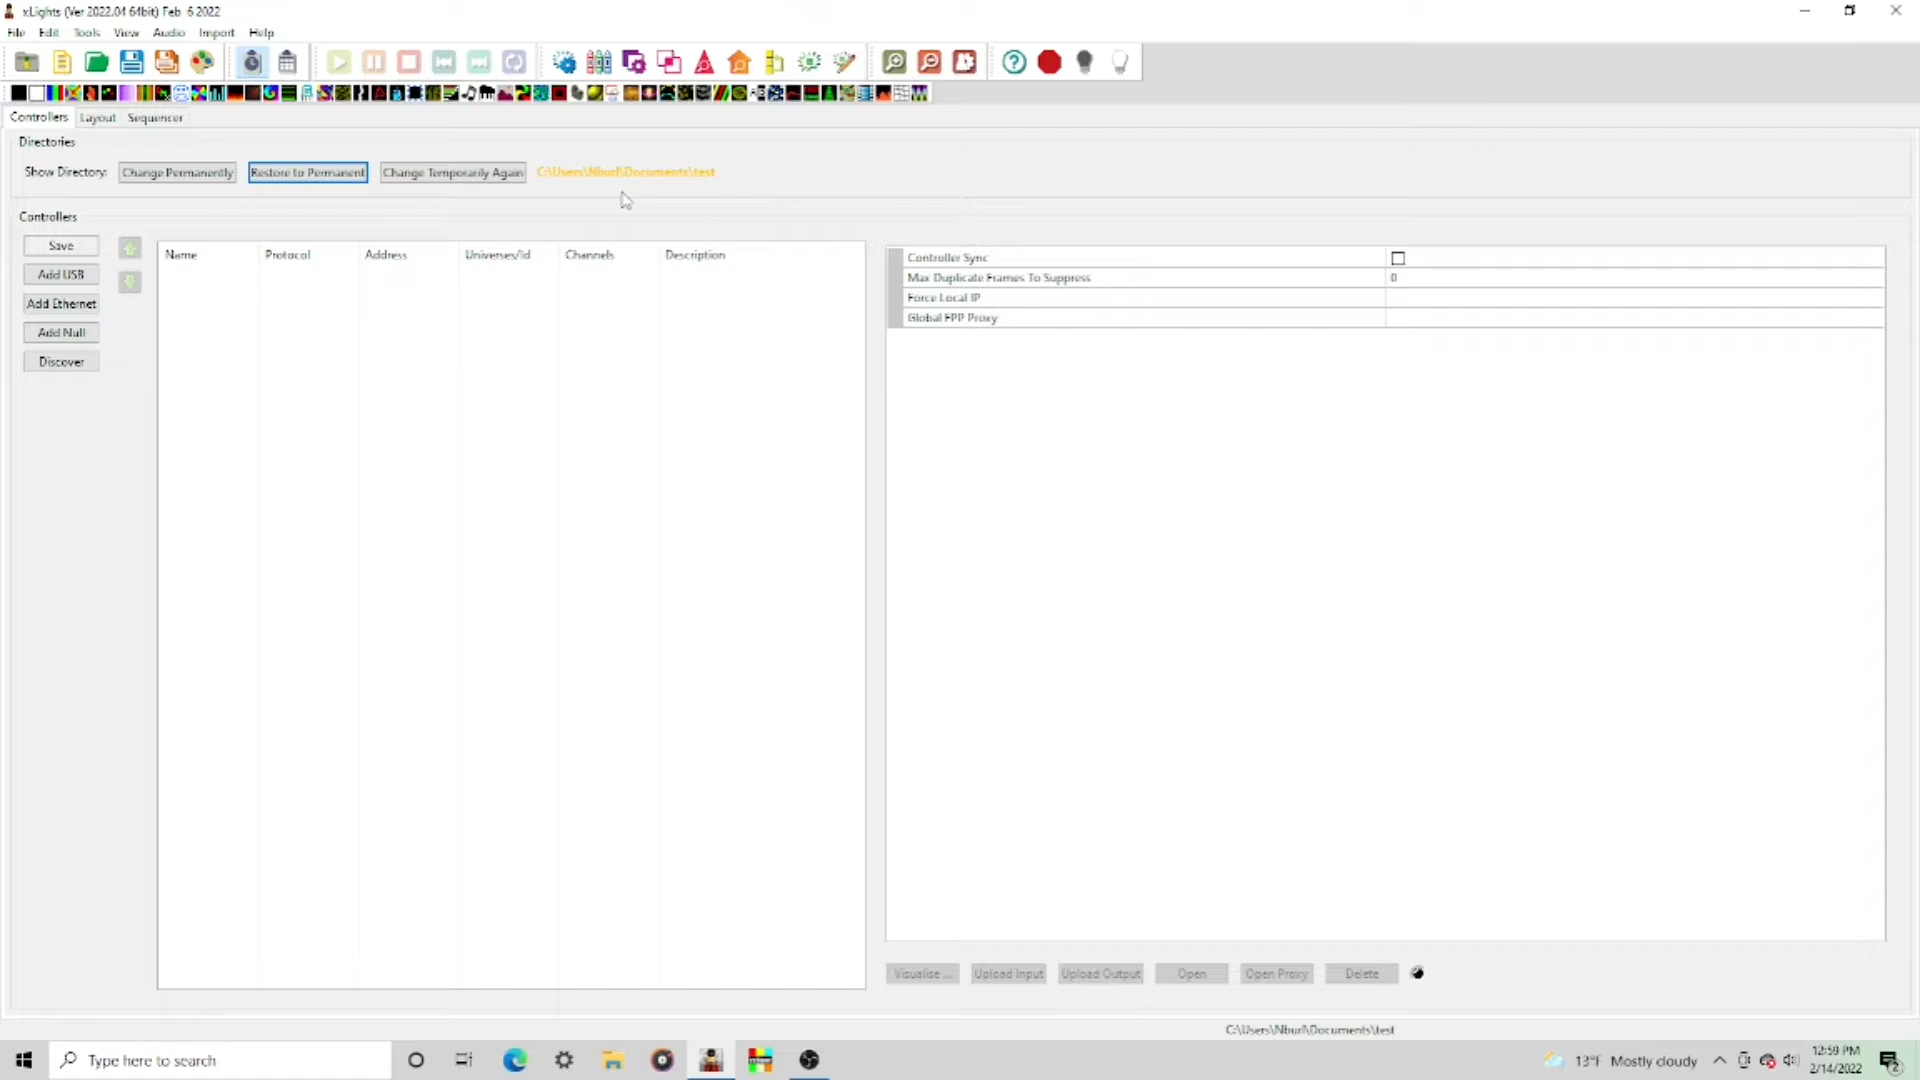 xLights (Ver 2022.04 64bit) Feb 6 2022
File Edit Tools View Audio Import Help
Controllers Layout Sequencer
Directories
Show Directory: Change Permanently Restore to Permanent Change Temporarily Again C:\Users\Nburl\Documents\test
Controllers
Save
Add USB
Add Ethernet
Add Null
Discover
Name Protocol Address Universes/Id Channels Description
Controller Sync
Max Duplicate Frames To Suppress 0
Force Local IP
Global FPP Proxy
Visualise ... Upload Input Upload Output Open Open Proxy Delete
C:\Users\Nburl\Documents\test
Type here to search
13°F Mostly cloudy
12:59 PM
2/14/2022
2